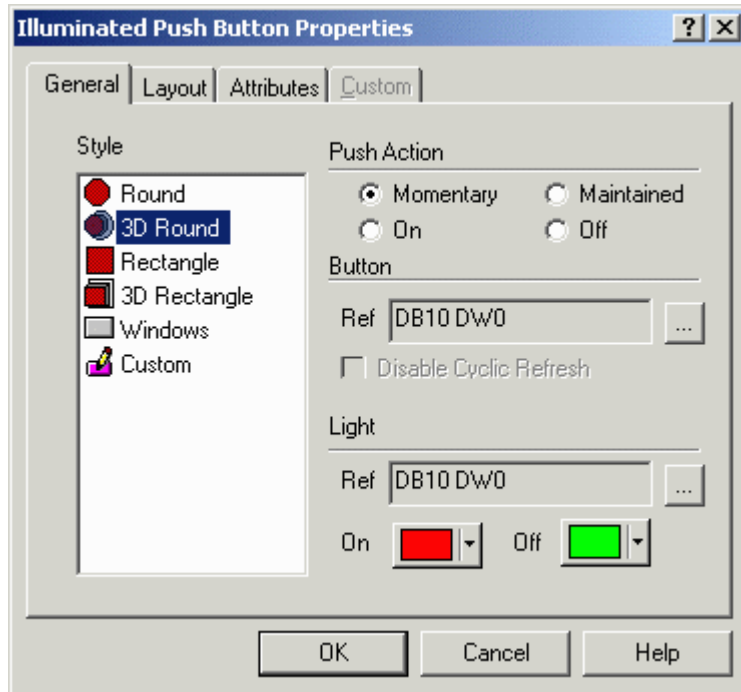 Illuminated Push Button Properties
General Layout Attributes Custom
Style
Round
3D Round
Rectangle
3D Rectangle
Windows
Custom
Push Action
Momentary Maintained
On Off
Button
Ref DB10 DW0 ...
Disable Cyclic Refresh
Light
Ref DB10 DW0 ...
On Off
OK Cancel Help